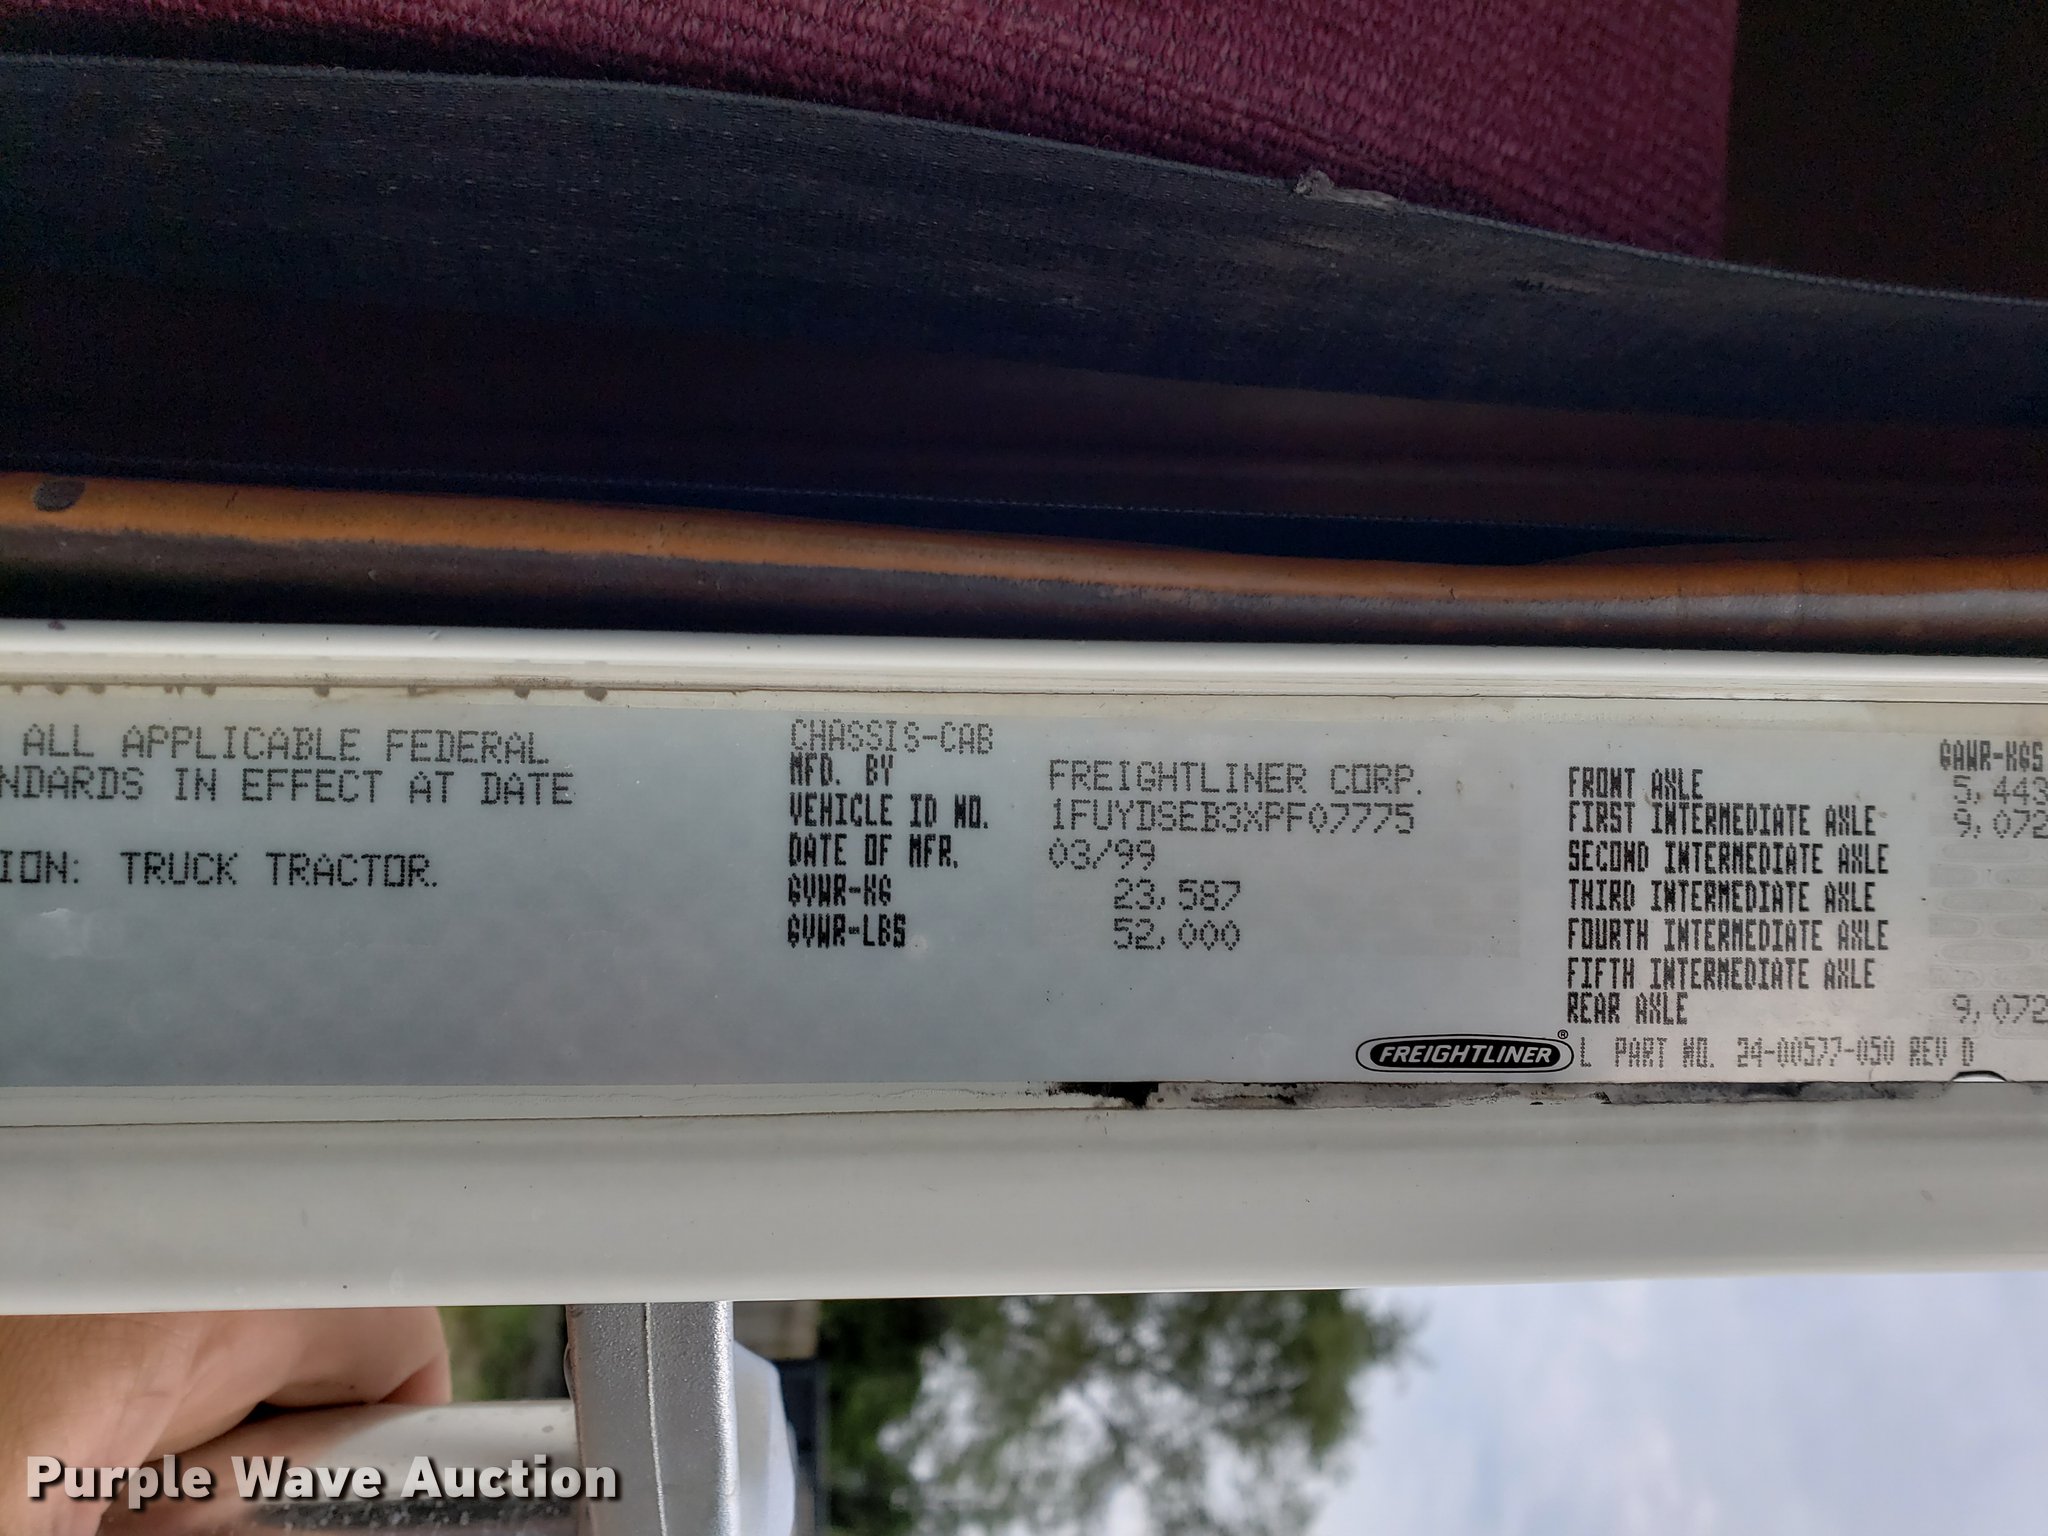 ALL APPLICABLE FEDERAL
NDARDS IN EFFECT AT DATE
ION: TRUCK TRACTOR.
CHASSIS-CAB
MFD. BY FREIGHTLINER CORP.
VEHICLE ID NO. 1FUYDSEB3XPF07775
DATE OF MFR. 03/99
GVWR-KG 23,587
GVWR-LBS 52,000
GAWR-KGS
FRONT AXLE 5,443
FIRST INTERMEDIATE AXLE 9,072
SECOND INTERMEDIATE AXLE
THIRD INTERMEDIATE AXLE
FOURTH INTERMEDIATE AXLE
FIFTH INTERMEDIATE AXLE
REAR AXLE 9,072
FREIGHTLINER® L PART NO. 24-00577-050 REV D
Purple Wave Auction